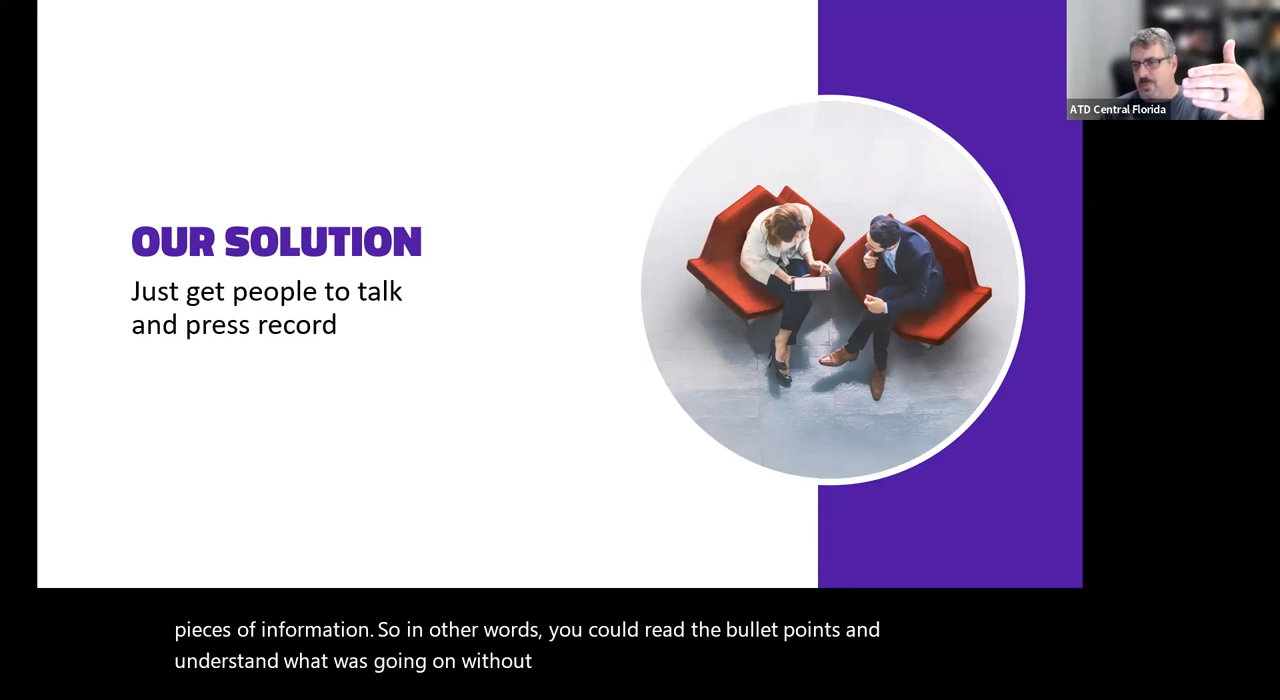 ATD Central Florida
OUR SOLUTION
Just get people to talk
and press record
pieces of information. So in other words, you could read the bullet points and
understand what was going on without